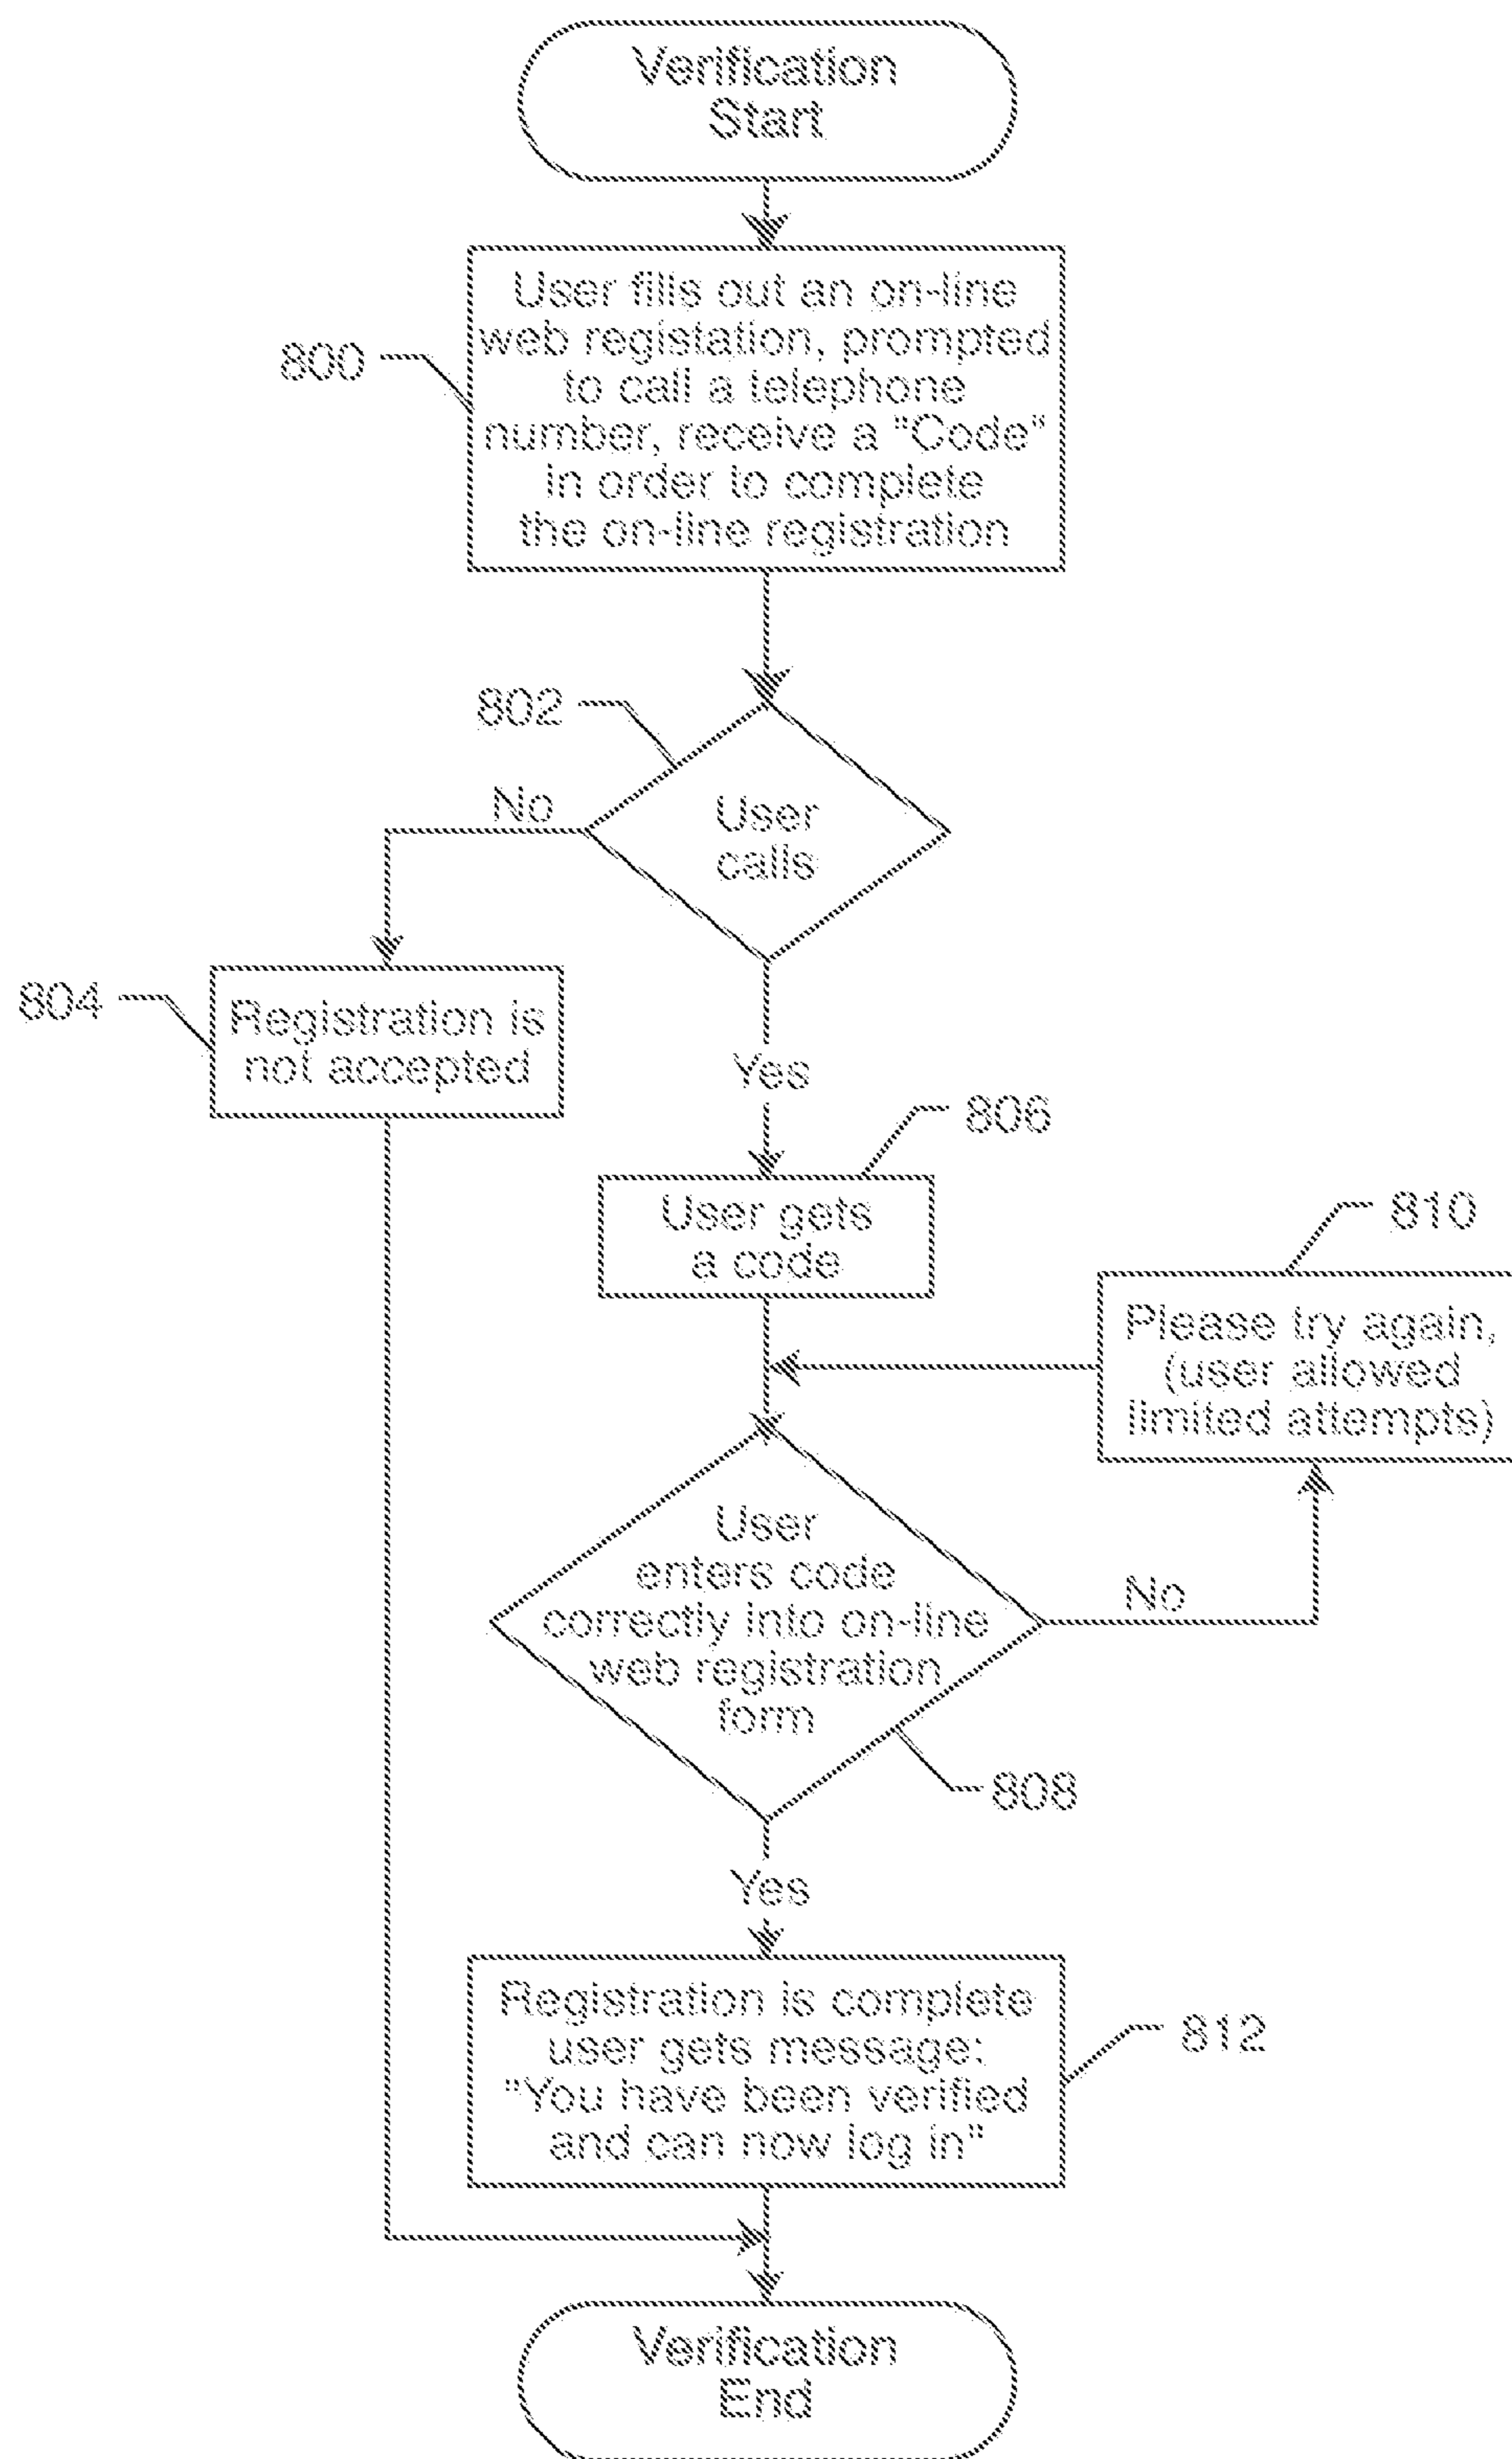 Verification
Start
User fills out an on-line
web registation, prompted
to call a telephone
number, receive a "Code"
in order to complete
the on-line registration
800
802
No
User
calls
804
Registration is
not accepted
Yes
806
User gets
a code
810
Please try again,
(user allowed
limited attempts)
User
enters code
correctly into on-line
web registration
form
No
808
Yes
Registration is complete
user gets message:
"You have been verified
and can now log in"
812
Verification
End